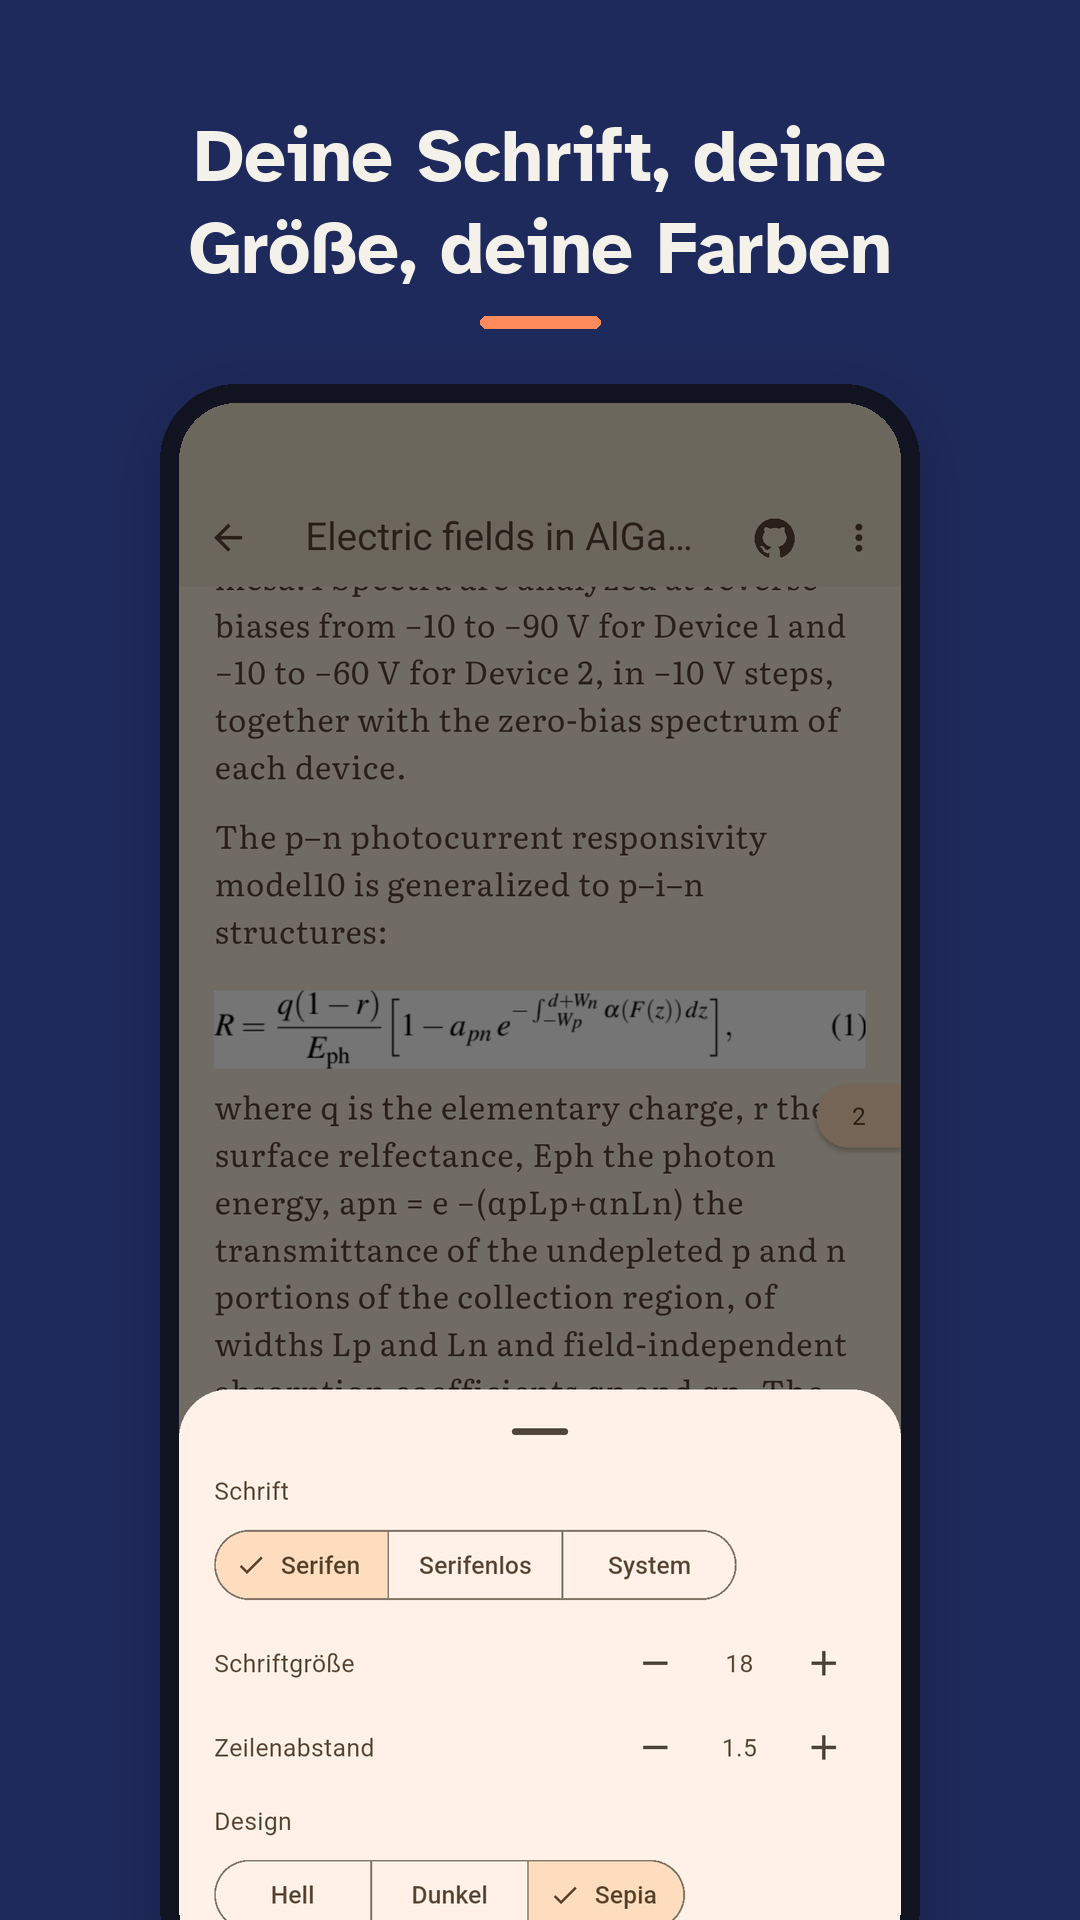 Deine Schrift, deine
Größe, deine Farben
Electric fields in AlGa…
biases from −10 to −90 V for Device 1 and
−10 to −60 V for Device 2, in −10 V steps,
together with the zero-bias spectrum of
each device.
The p–n photocurrent responsivity
model10 is generalized to p–i–n
structures:
R = q(1 − r)/E_ph [1 − a_pn e^{−∫_{−W_p}^{d+W_n} α(F(z)) dz}], (1)
where q is the elementary charge, r the
2
surface relfectance, Eph the photon
energy, apn = e −(αpLp+αnLn) the
transmittance of the undepleted p and n
portions of the collection region, of
widths Lp and Ln and field-independent
Schrift
Serifen Serifenlos System
Schriftgröße 18
Zeilenabstand 1.5
Design
Hell Dunkel Sepia